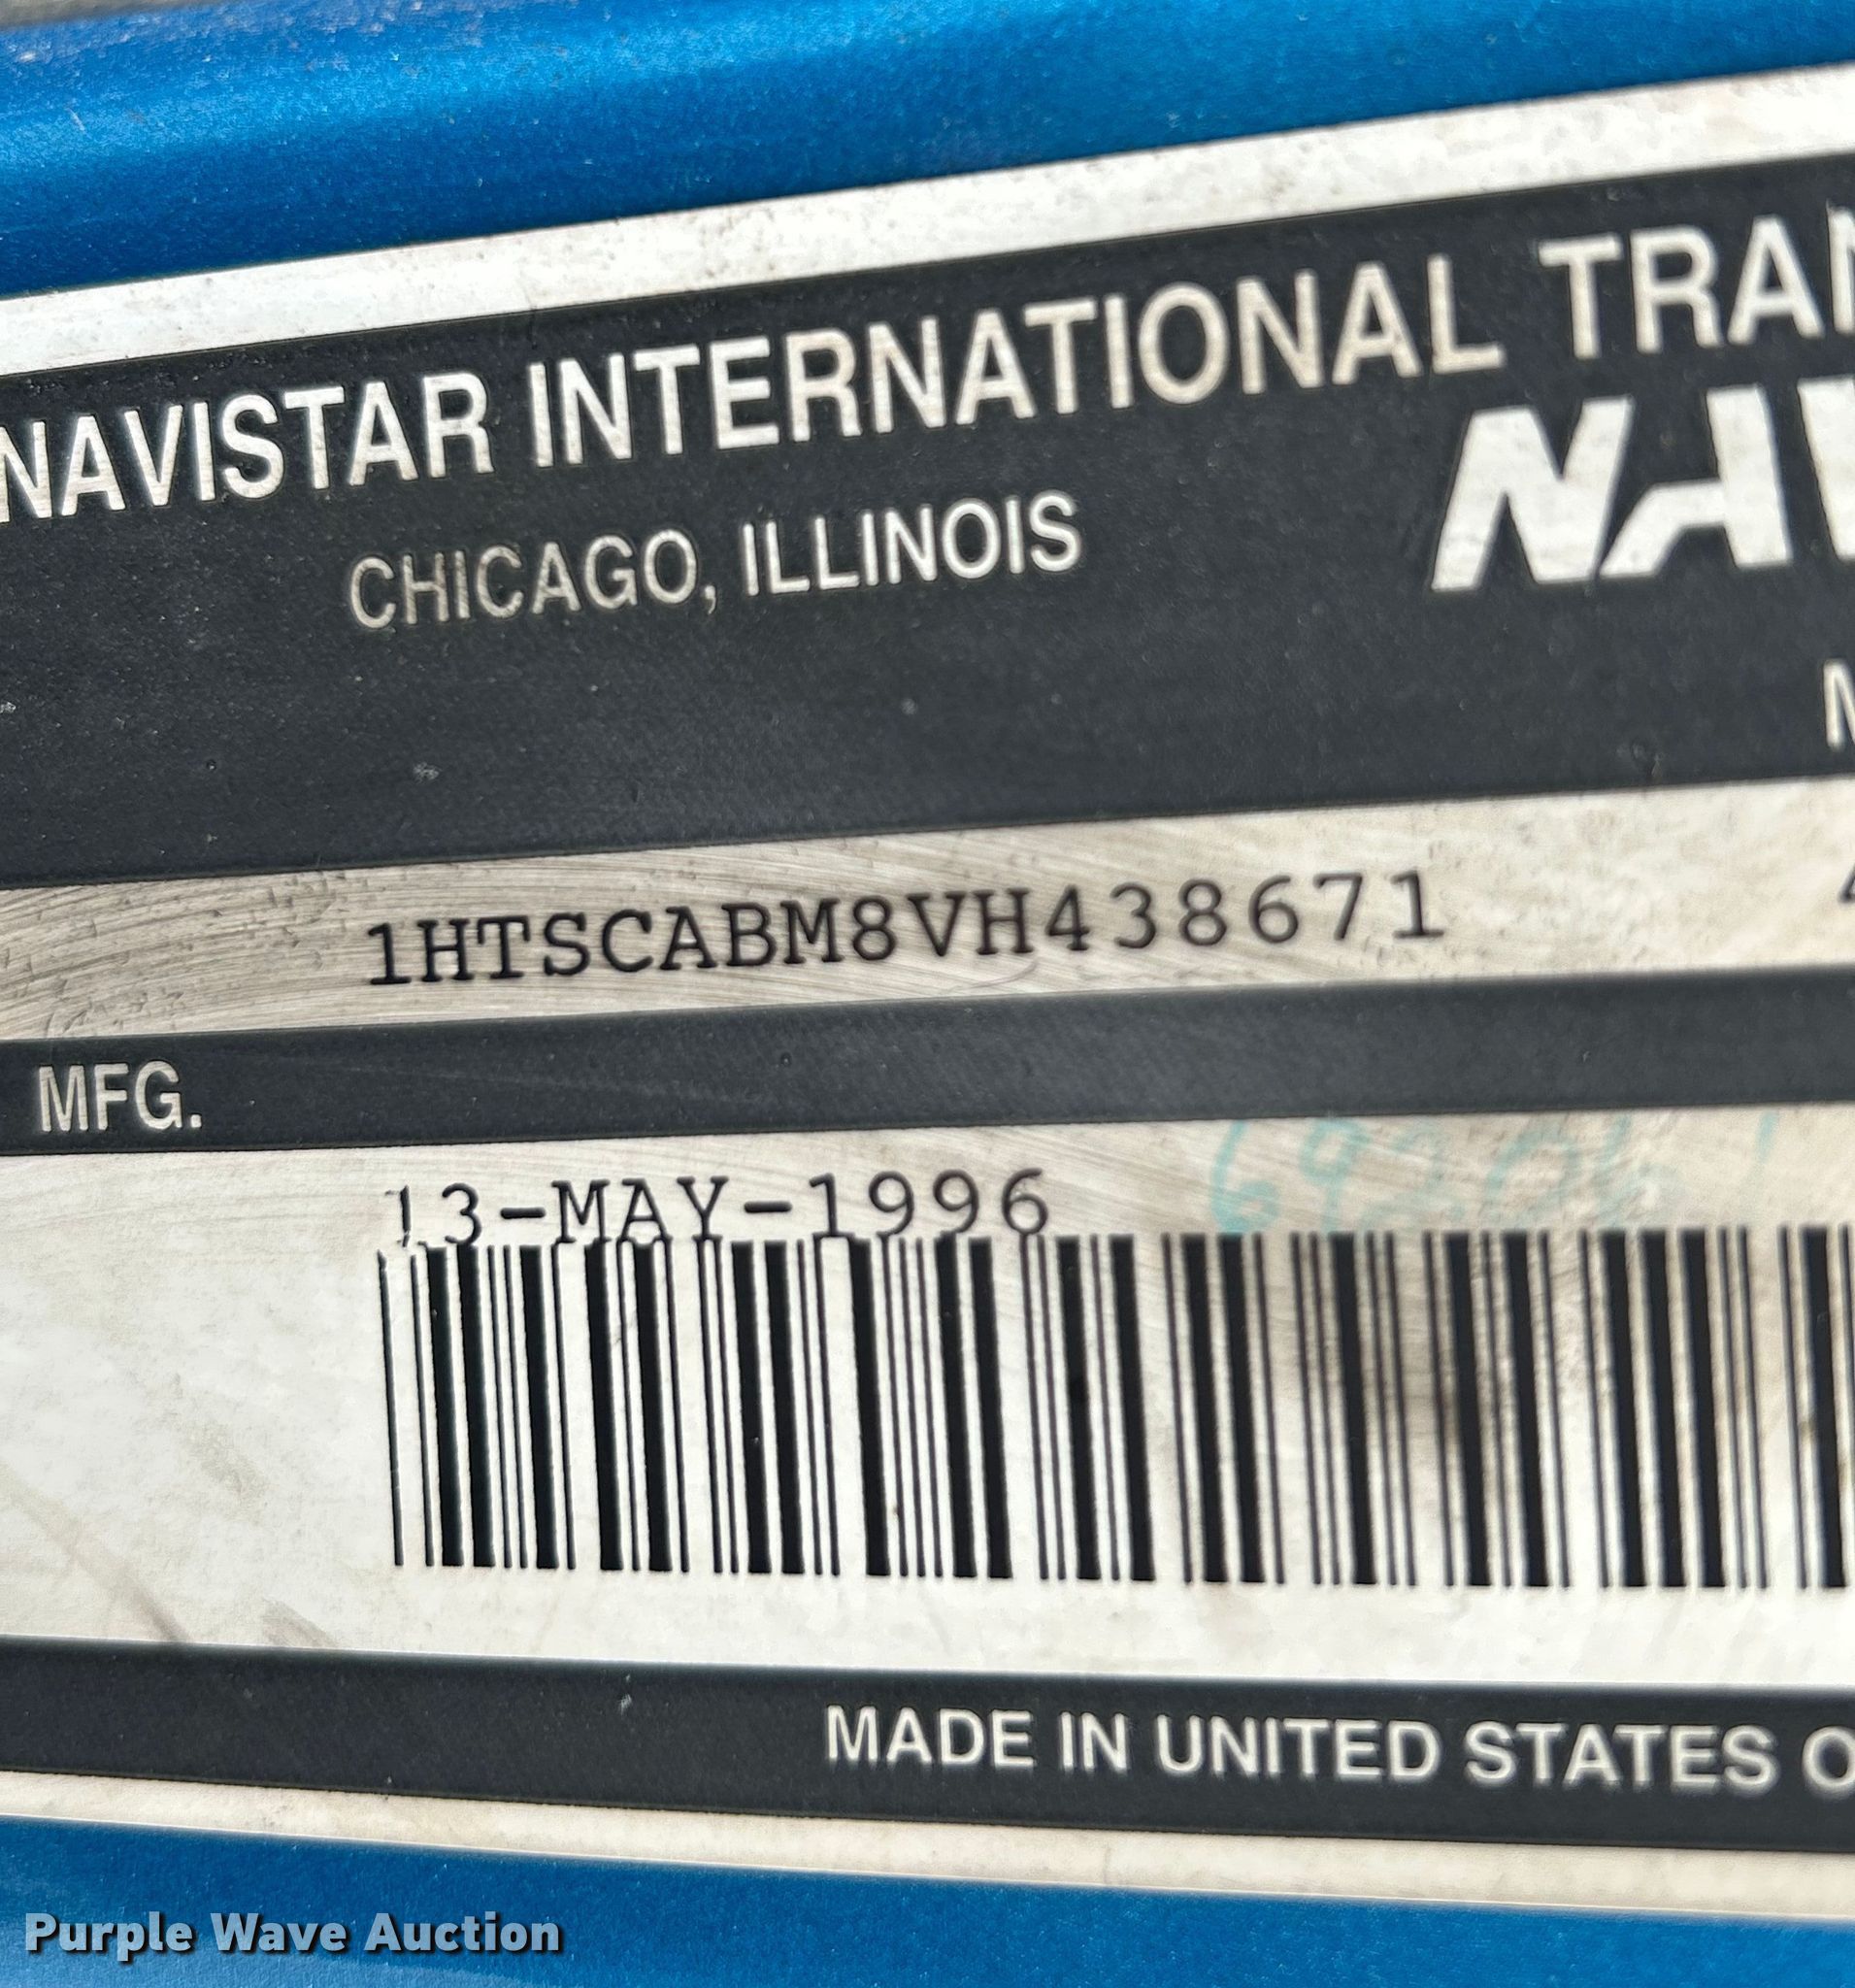 NAVISTAR INTERNATIONAL TRAN
CHICAGO, ILLINOIS
NAV
1HTSCABM8VH438671
MFG.
13-MAY-1996
MADE IN UNITED STATES O
Purple Wave Auction